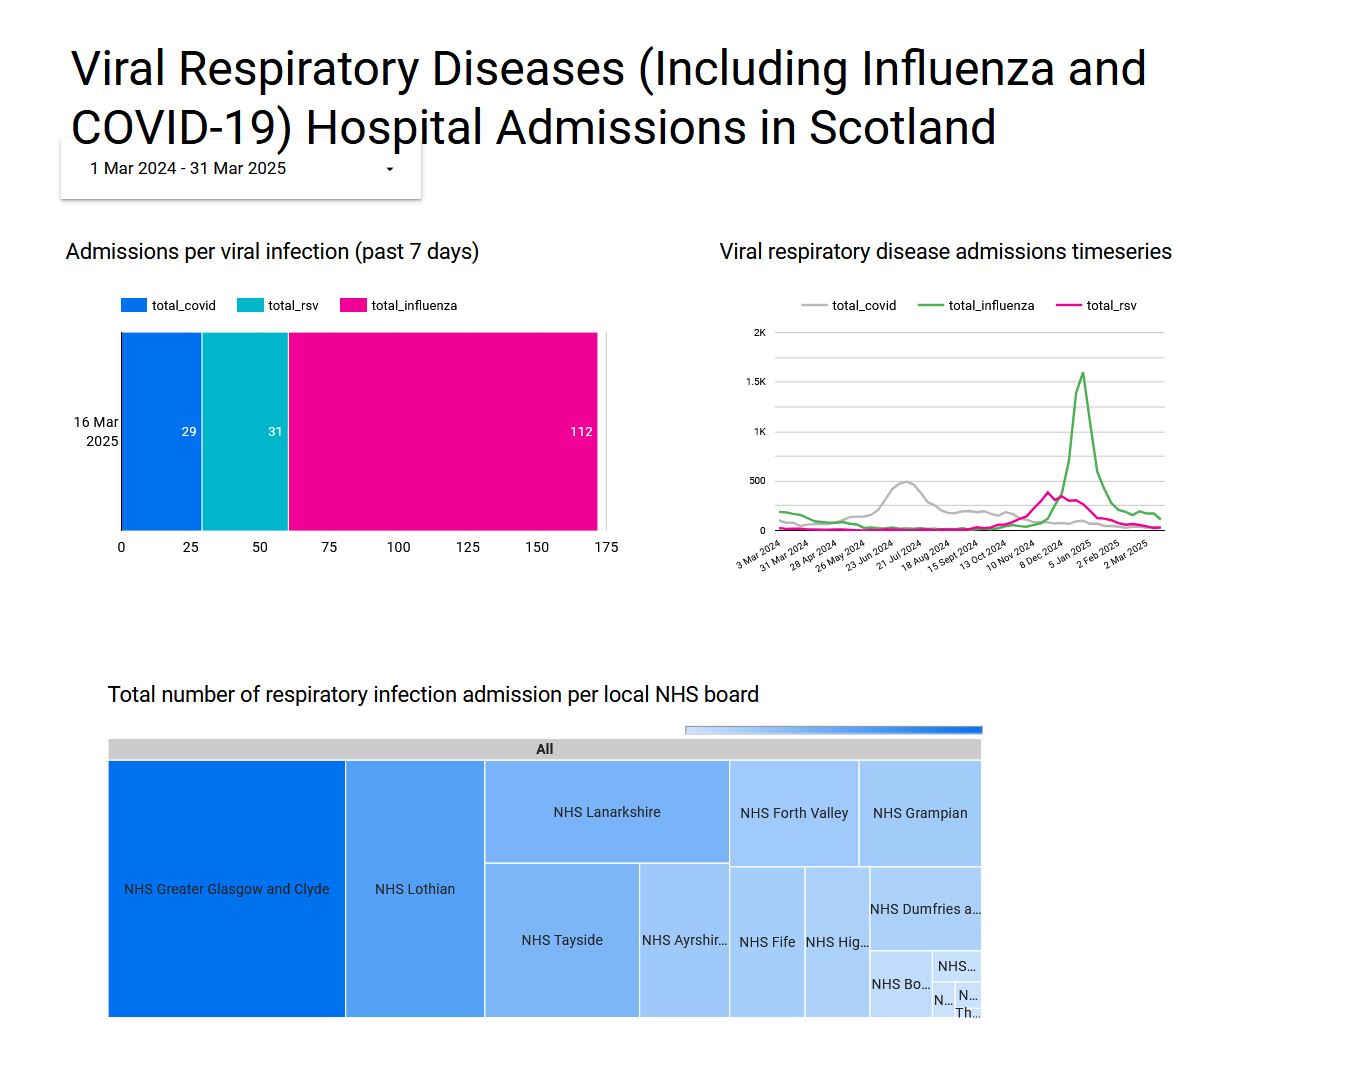 Viral Respiratory Diseases (Including Influenza and
COVID-19) Hospital Admissions in Scotland
1 Mar 2024 - 31 Mar 2025
Admissions per viral infection (past 7 days)
total_covid total_rsv total_influenza
16 Mar
2025
29 31 112
0 25 50 75 100 125 150 175
Viral respiratory disease admissions timeseries
total_covid total_influenza total_rsv
2K
1.5K
1K
500
0
3 Mar 2024 31 Mar 2024 28 Apr 2024 26 May 2024 23 Jun 2024 21 Jul 2024 18 Aug 2024 15 Sept 2024 13 Oct 2024 10 Nov 2024 8 Dec 2024 5 Jan 2025 2 Feb 2025 2 Mar 2025
Total number of respiratory infection admission per local NHS board
All
NHS Greater Glasgow and Clyde
NHS Lothian
NHS Lanarkshire
NHS Tayside
NHS Ayrshir...
NHS Forth Valley
NHS Grampian
NHS Fife
NHS Hig...
NHS Dumfries a...
NHS Bo...
NHS...
N...
N...
Th...